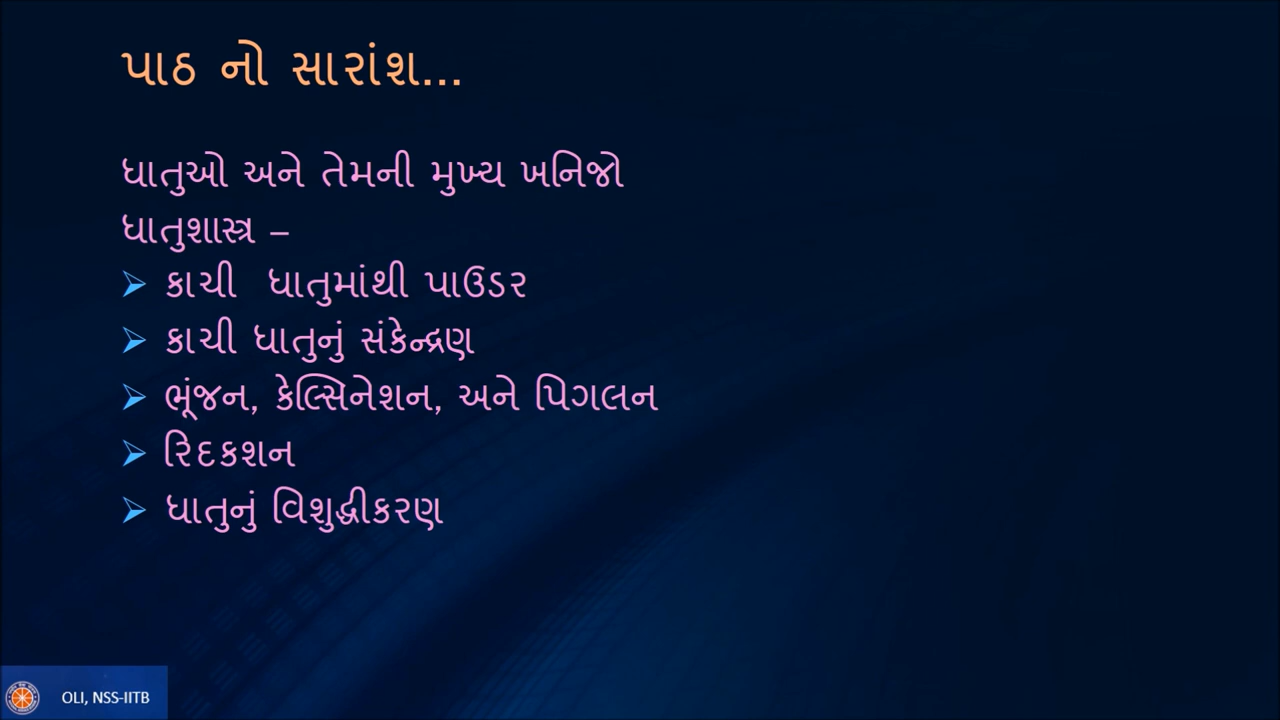 પાઠ નો સારાંશ...
ધાતુઓ અને તેમની મુખ્ય ખનિજો
ધાતુશાસ્ત્ર –
કાચી ધાતુમાંથી પાઉડર
કાચી ધાતુનું સંકેન્દ્રણ
ભૂંજન, કેલ્સિનેશન, અને પિગલન
રિદકશન
ધાતુનું વિશુદ્ધીકરણ
OLI, NSS-IITB